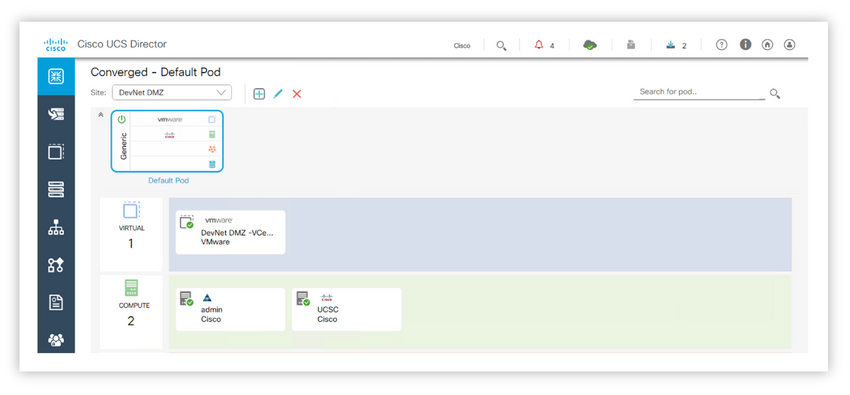 CISCO
Cisco UCS Director
Cisco
4
2
Converged - Default Pod
Site:
DevNet DMZ
Search for pod..
Generic
vmware
CISCO
Default Pod
VIRTUAL
1
vmware
DevNet DMZ -VCe...
VMware
COMPUTE
2
admin
Cisco
CISCO
UCSC
Cisco